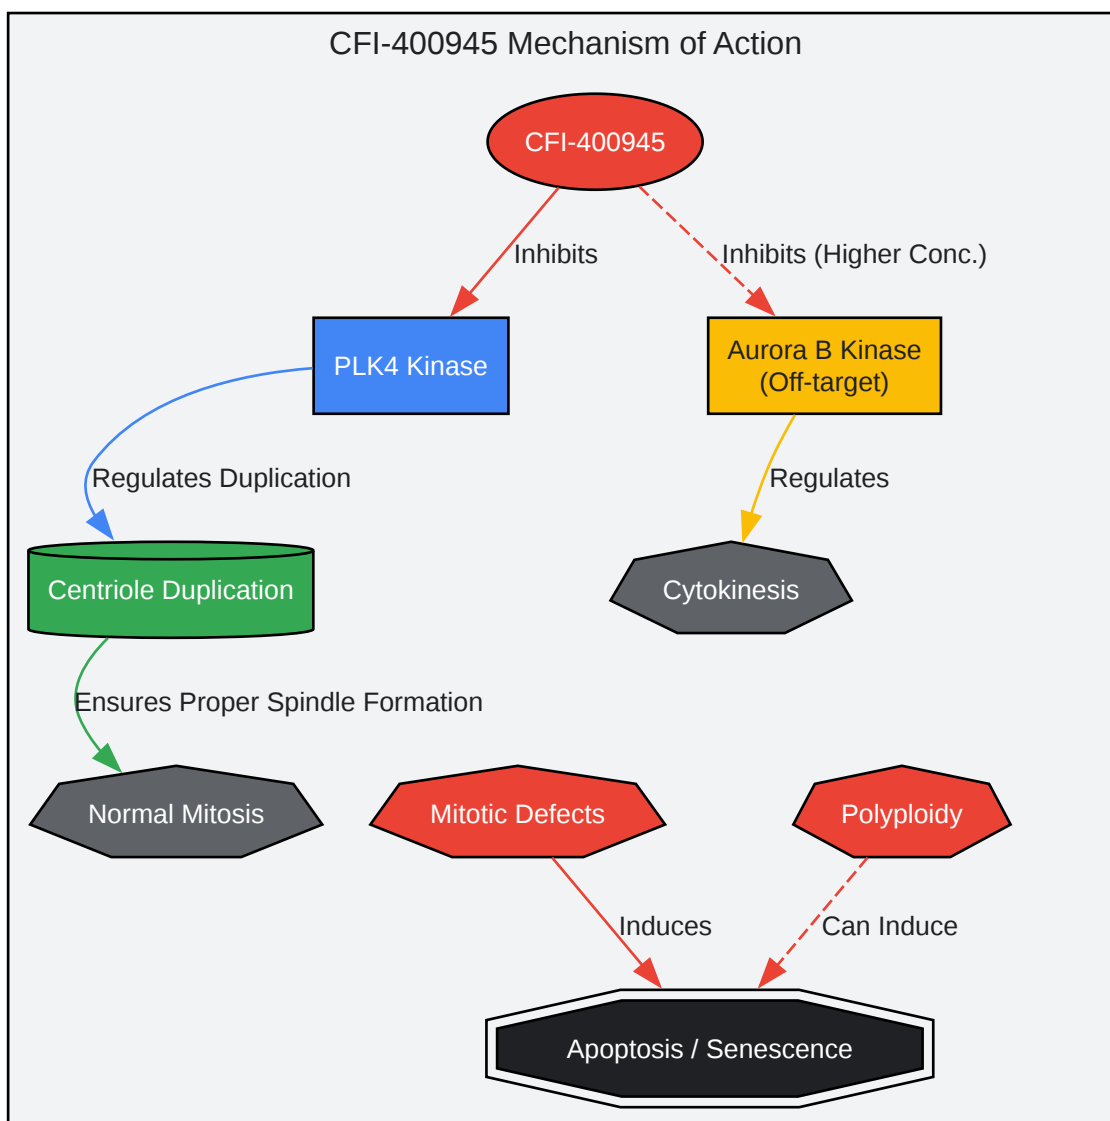 CFI-400945 Mechanism of Action
CFI-400945
Inhibits
Inhibits (Higher Conc.)
PLK4 Kinase
Aurora B Kinase
(Off-target)
Regulates Duplication
Regulates
Centriole Duplication
Cytokinesis
Ensures Proper Spindle Formation
Normal Mitosis
Mitotic Defects
Polyploidy
Induces
Can Induce
Apoptosis / Senescence